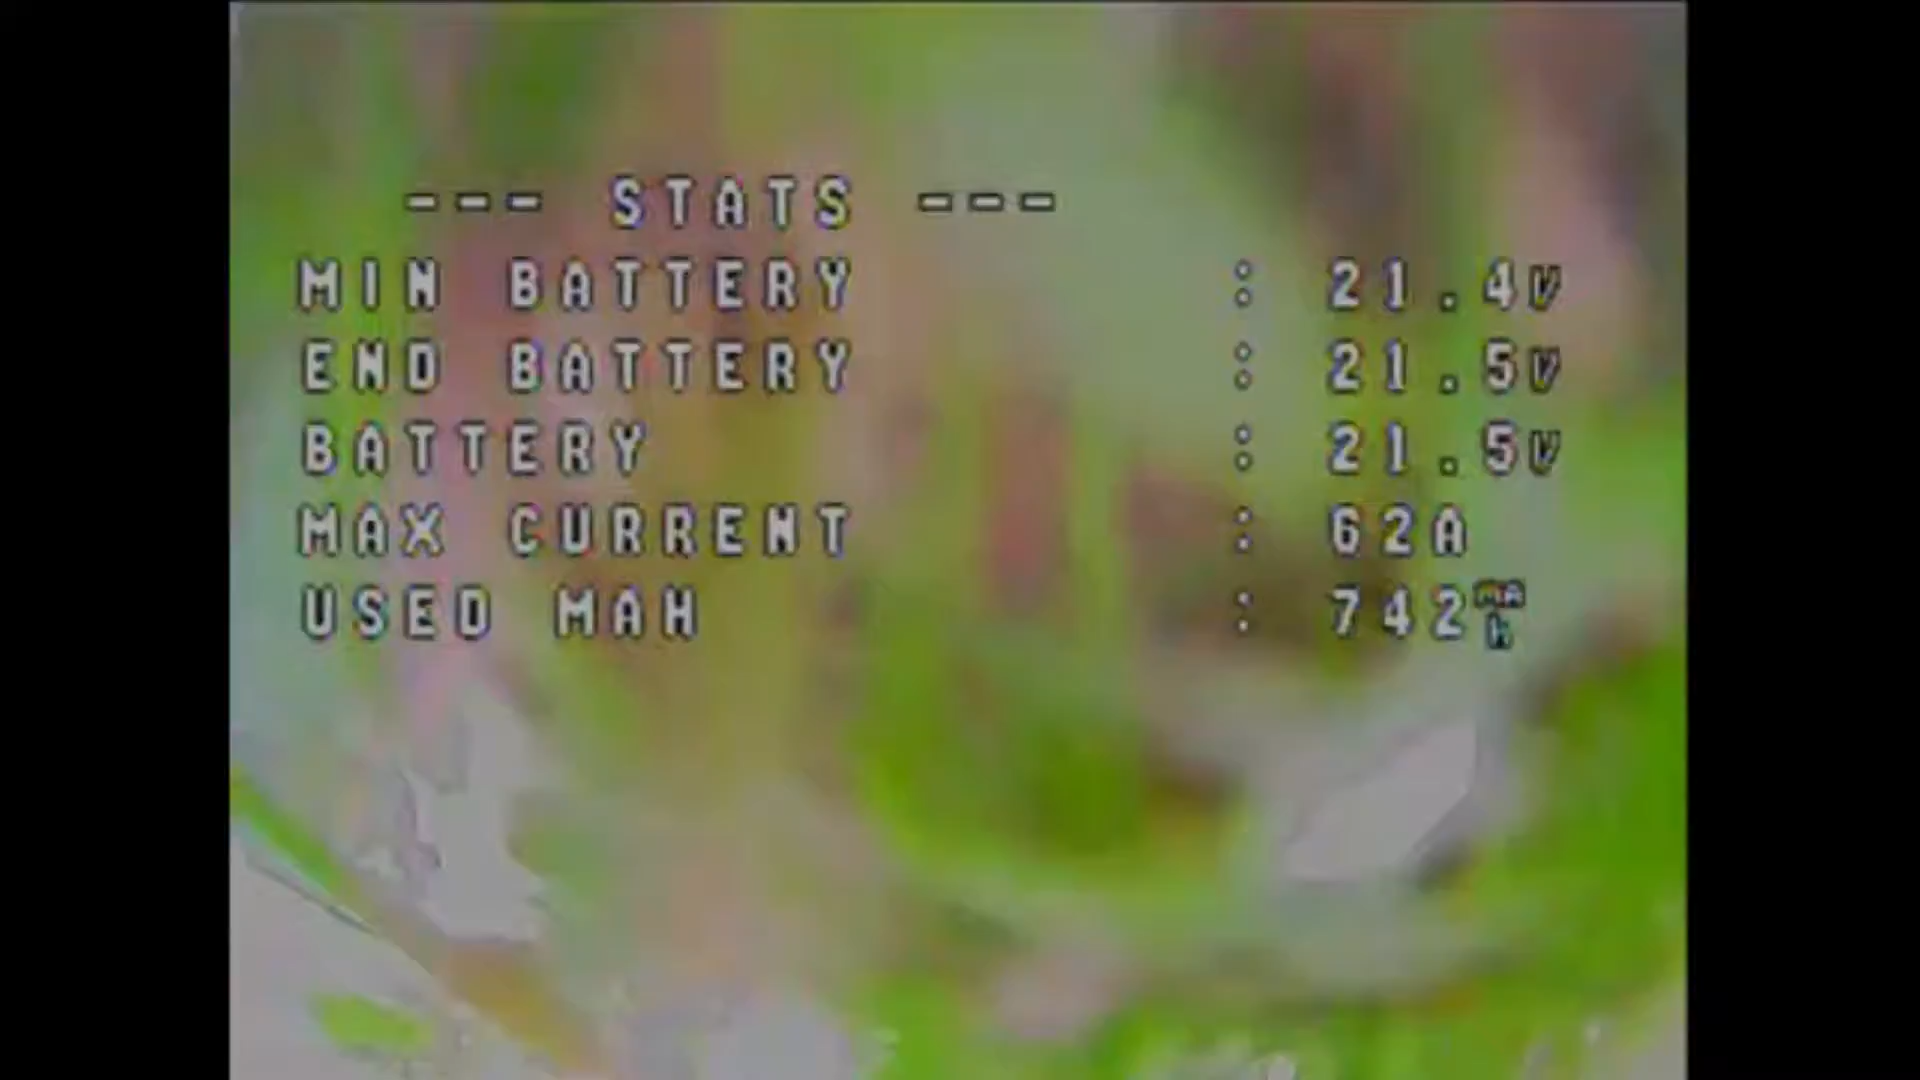 --- STATS ---
MIN BATTERY : 21.4V
END BATTERY : 21.5V
BATTERY : 21.5V
MAX CURRENT : 62A
USED MAH : 742mAh